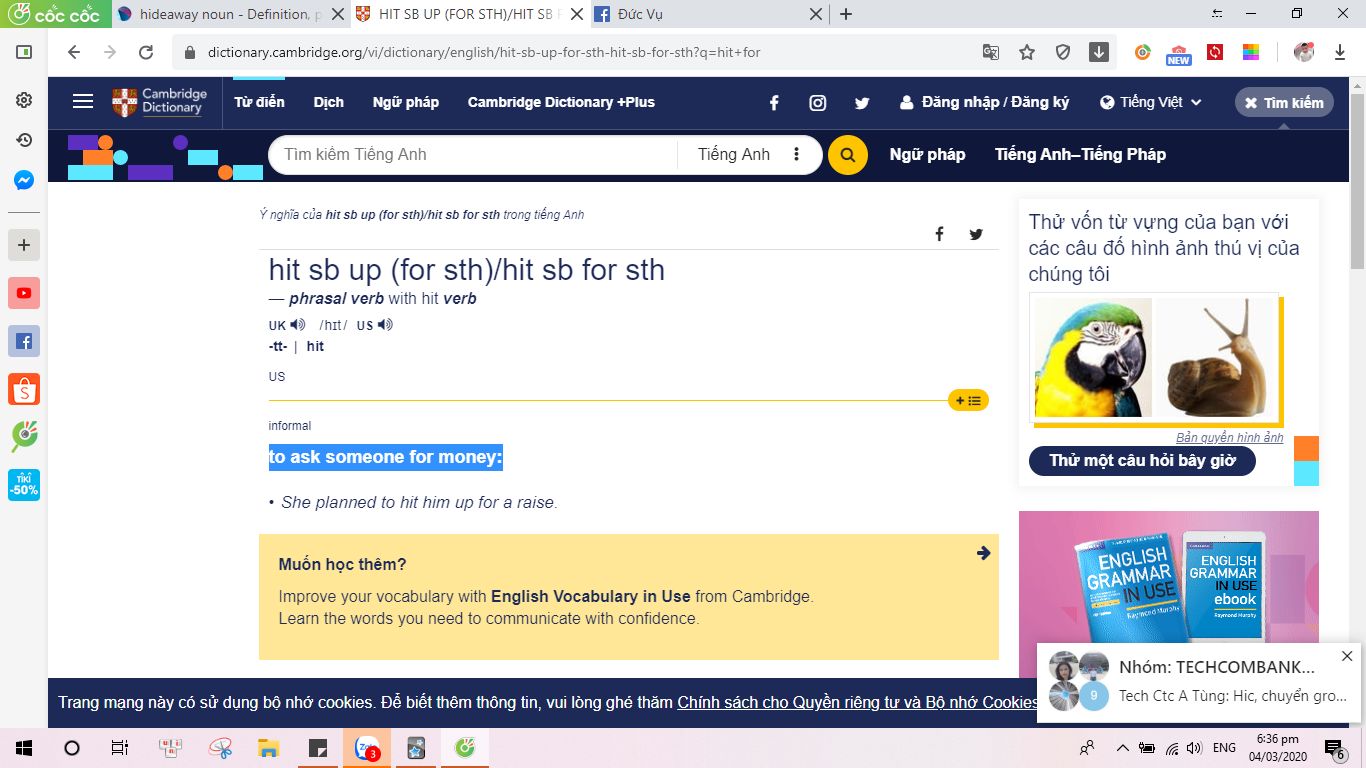 cốc cốc
hideaway noun - Definition, p
HIT SB UP (FOR STH)/HIT SB F
Đức Vụ
dictionary.cambridge.org/vi/dictionary/english/hit-sb-up-for-sth-hit-sb-for-sth?q=hit+for
NEW
Cambridge
Dictionary
Từ điển
Dịch
Ngữ pháp
Cambridge Dictionary +Plus
Đăng nhập / Đăng ký
Tiếng Việt
Tìm kiếm
Tìm kiếm Tiếng Anh
Tiếng Anh
Ngữ pháp
Tiếng Anh–Tiếng Pháp
Ý nghĩa của hit sb up (for sth)/hit sb for sth trong tiếng Anh
hit sb up (for sth)/hit sb for sth
— phrasal verb with hit verb
UK /hɪt/ US
-tt- | hit
US
informal
to ask someone for money:
• She planned to hit him up for a raise.
Muốn học thêm?
Improve your vocabulary with English Vocabulary in Use from Cambridge.
Learn the words you need to communicate with confidence.
Thử vốn từ vựng của bạn với
các câu đố hình ảnh thú vị của
chúng tôi
Bản quyền hình ảnh
Thử một câu hỏi bây giờ
ENGLISH
GRAMMAR
IN USE
Raymond Murphy
ENGLISH
GRAMMAR
IN USE
ebook
Raymond Murphy
TIKI
-50%
Nhóm: TECHCOMBANK...
9
Tech Ctc A Tùng: Hic, chuyển gro...
Trang mạng này có sử dụng bộ nhớ cookies. Để biết thêm thông tin, vui lòng ghé thăm Chính sách cho Quyền riêng tư và Bộ nhớ Cookies
3
ENG
6:36 pm
04/03/2020
6